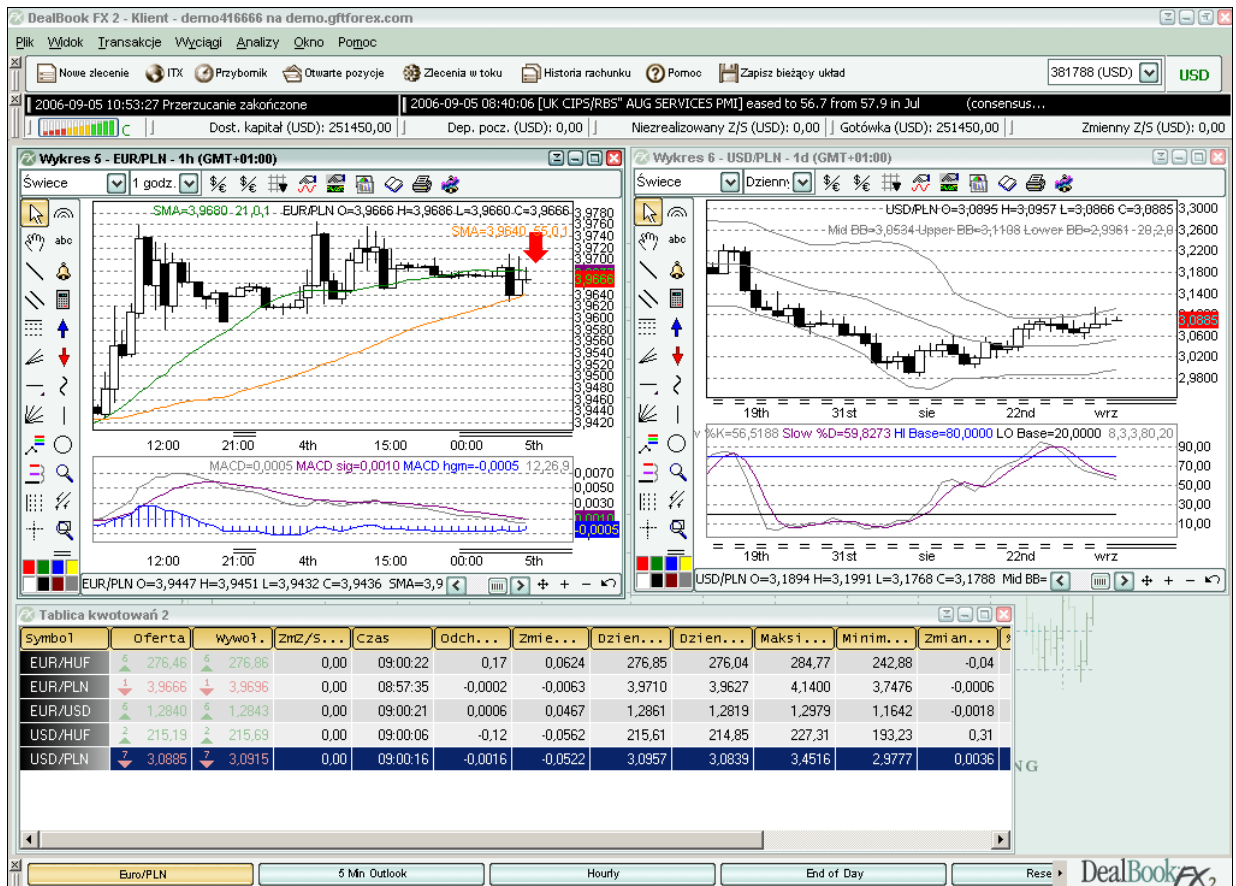 DealBook FX 2 - Klient - demo416666 na demo.gftforex.com
Plik Widok Transakcje Wyciągi Analizy Okno Pomoc
Nowe zlecenie ITX Przybornik Otwarte pozycje Zlecenia w toku Historia rachunku Pomoc Zapisz bieżący układ 381788 (USD) USD
2006-09-05 10:53:27 Przerzucanie zakończone 2006-09-05 08:40:06 [UK CIPS/RBS" AUG SERVICES PMI] eased to 56.7 from 57.9 in Jul (consensus...
Dost. kapitał (USD): 251450,00 Dep. pocz. (USD): 0,00 Niezrealizowany Z/S (USD): 0,00 Gotówka (USD): 251450,00 Zmienny Z/S (USD): 0,00
Wykres 5 - EUR/PLN - 1h (GMT+01:00)
Świece 1 godz.
abc
SMA=3,9680 21,0,1 EUR/PLN O=3,9666 H=3,9686 L=3,9660 C=3,9666
SMA=3,9640 55,0,1
3,9780
3,9760
3,9740
3,9720
3,9700
3,9666
3,9640
3,9620
3,9600
3,9580
3,9560
3,9540
3,9520
3,9500
3,9480
3,9460
3,9440
3,9420
12:00 21:00 4th 15:00 00:00 5th
MACD=0,0005 MACD sig=0,0010 MACD hgm=-0,0005 12,26,9
0,0070
0,0050
0,0030
0,0010
-0,0005
12:00 21:00 4th 15:00 00:00 5th
EUR/PLN O=3,9447 H=3,9451 L=3,9432 C=3,9436 SMA=3,9
Wykres 6 - USD/PLN - 1d (GMT+01:00)
Świece Dzienny
abc
USD/PLN O=3,0895 H=3,0957 L=3,0866 C=3,0885
Mid BB=3,0534 Upper BB=3,1108 Lower BB=2,9961 20,2,0
3,3000
3,2600
3,2200
3,1800
3,1400
3,0885
3,0600
3,0200
2,9800
19th 31st sie 22nd wrz
%K=56,5188 Slow %D=59,8273 HI Base=80,0000 LO Base=20,0000 8,3,3,80,20
90,00
70,00
50,00
30,00
10,00
19th 31st sie 22nd wrz
USD/PLN O=3,1894 H=3,1991 L=3,1768 C=3,1788 Mid BB=
Tablica kwotowań 2
Symbol Oferta Wywoł. ZmZ/S... Czas Odch... Zmie... Dzien... Dzien... Maksi... Minim... Zmian... %
EUR/HUF 6 276,46 6 276,86 0,00 09:00:22 0,17 0,0624 276,85 276,04 284,77 242,88 -0,04
EUR/PLN 1 3,9666 1 3,9696 0,00 08:57:35 -0,0002 -0,0063 3,9710 3,9627 4,1400 3,7476 -0,0006
EUR/USD 6 1,2840 6 1,2843 0,00 09:00:21 0,0006 0,0467 1,2861 1,2819 1,2979 1,1642 -0,0018
USD/HUF 2 215,19 2 215,69 0,00 09:00:06 -0,12 -0,0562 215,61 214,85 227,31 193,23 0,31
USD/PLN 7 3,0885 7 3,0915 0,00 09:00:16 -0,0016 -0,0522 3,0957 3,0839 3,4516 2,9777 0,0036
NG
Euro/PLN 5 Min Outlook Hourly End of Day Rese
DealBook FX 2